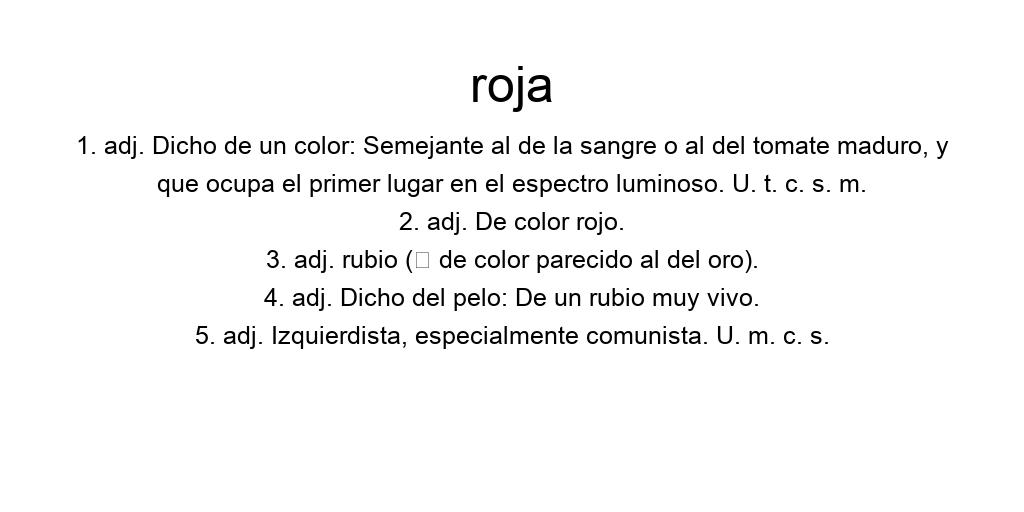 roja
1. adj. Dicho de un color: Semejante al de la sangre o al del tomate maduro, y
que ocupa el primer lugar en el espectro luminoso. U. t. c. s. m.
2. adj. De color rojo.
3. adj. rubio (□ de color parecido al del oro).
4. adj. Dicho del pelo: De un rubio muy vivo.
5. adj. Izquierdista, especialmente comunista. U. m. c. s.